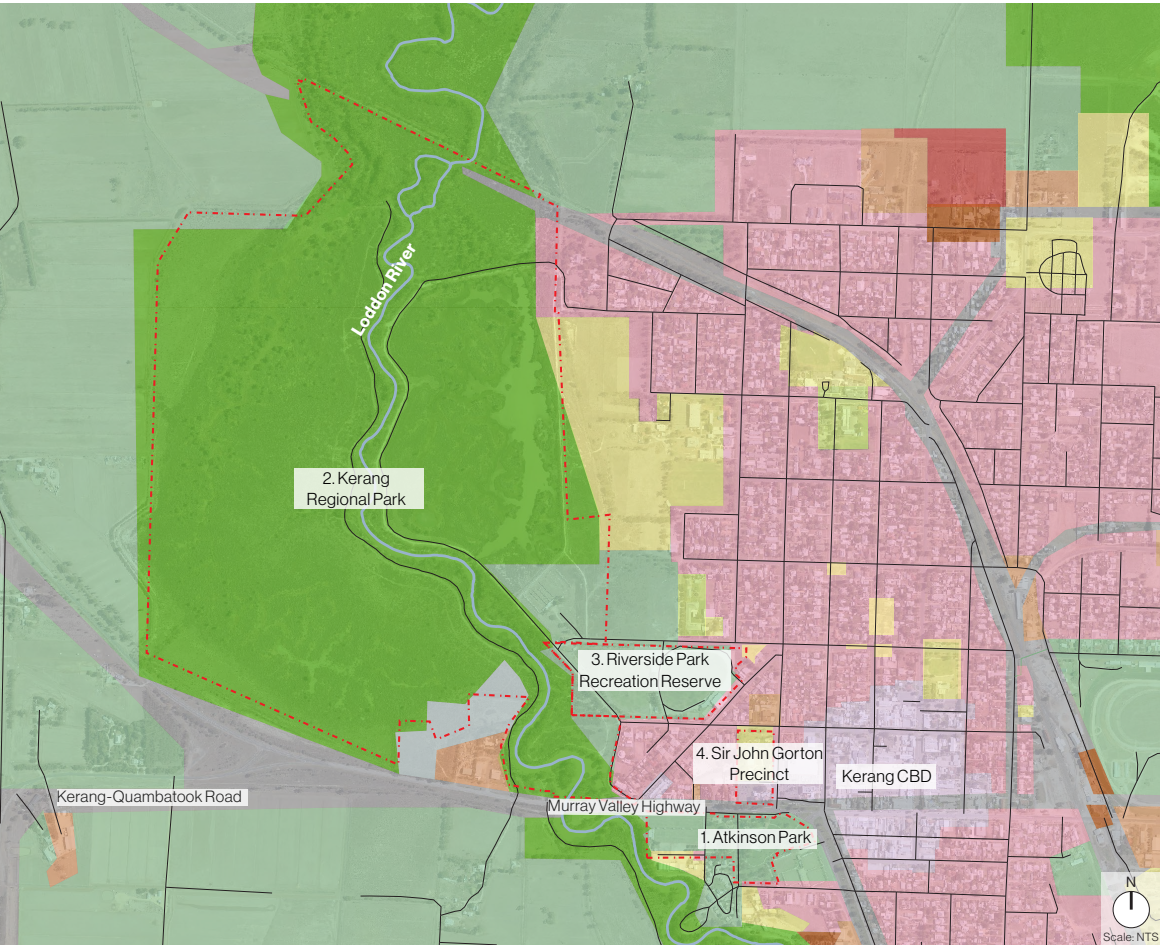 Loddon River
2. Kerang
Regional Park
3. Riverside Park
Recreation Reserve
4. Sir John Gorton
Precinct
Kerang CBD
Kerang-Quambatook Road
Murray Valley Highway
1. Atkinson Park
N
Scale: NTS